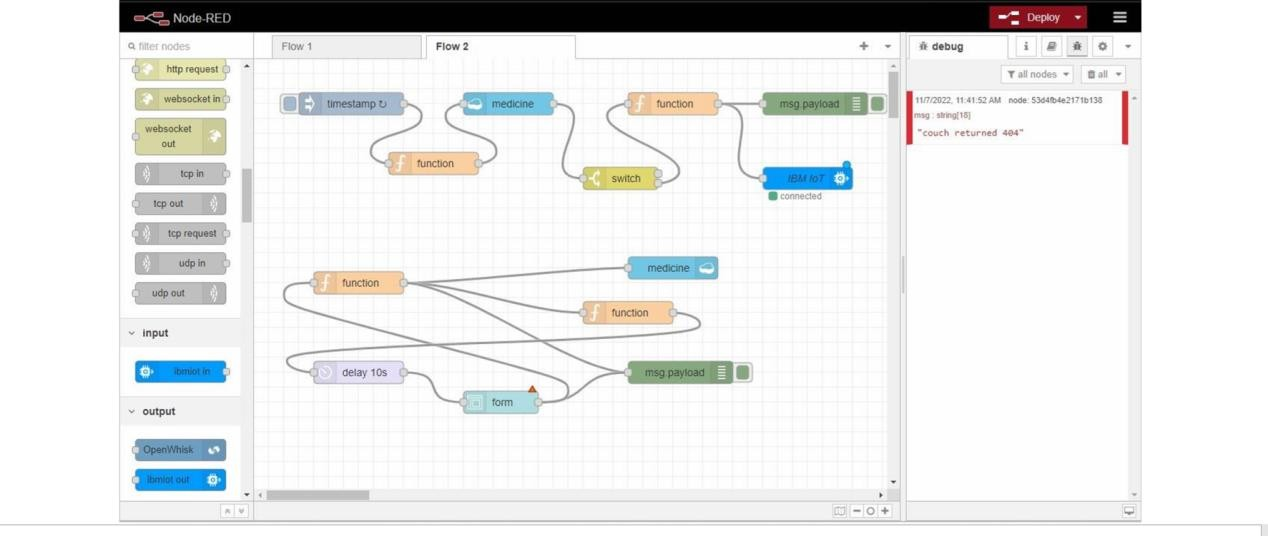 Node-RED
Deploy
filter nodes
Flow 1
Flow 2
debug
i
all nodes
all
http request
websocket in
websocket
out
tcp in
tcp out
tcp request
udp in
udp out
input
ibmiot in
output
OpenWhisk
ibmiot out
timestamp ↻
medicine
function
msg.payload
function
switch
IBM IoT
connected
function
medicine
function
delay 10s
msg.payload
form
11/7/2022, 11:41:52 AM node: 53d4fb4e2171b138
msg : string[18]
"couch returned 404"